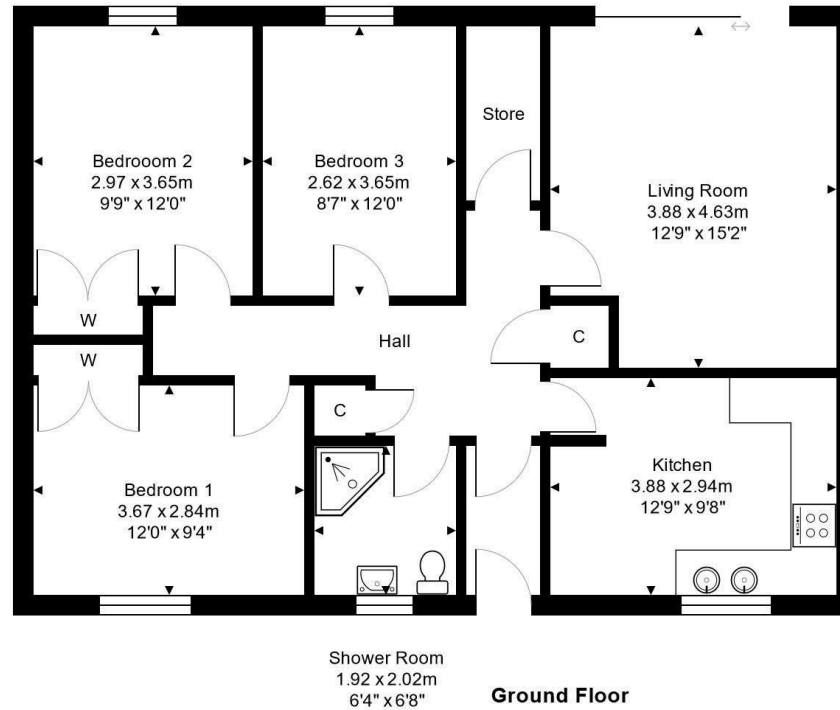 Bedrooom 2
2.97 x 3.65m
9'9" x 12'0"
Bedroom 3
2.62 x 3.65m
8'7" x 12'0"
Store
Living Room
3.88 x 4.63m
12'9" x 15'2"
W
W
Hall
C
C
Bedroom 1
3.67 x 2.84m
12'0" x 9'4"
Kitchen
3.88 x 2.94m
12'9" x 9'8"
Shower Room
1.92 x 2.02m
6'4" x 6'8"
Ground Floor